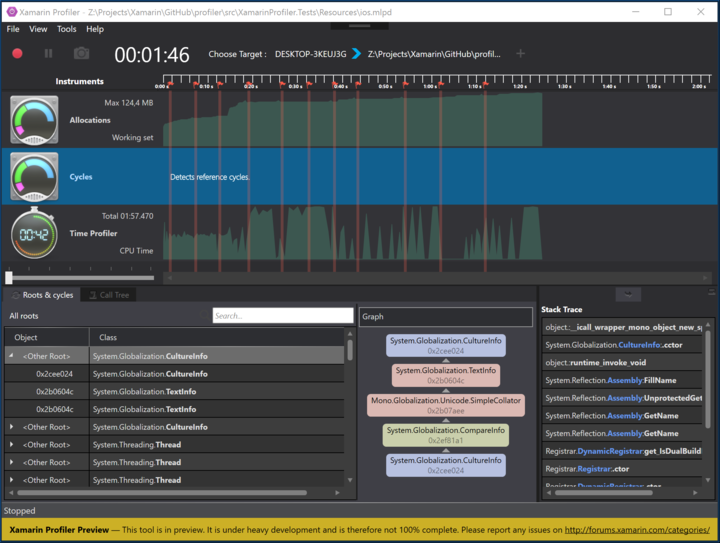 Xamarin Profiler - Z:\Projects\Xamarin\GitHub\profiler\src\XamarinProfiler.Tests\Resources\ios.mlpd
File View Tools Help
00:01:46 Choose Target : DESKTOP-3KEUJ3G Z:\Projects\Xamarin\GitHub\profil...
Instruments
0:00 s 0:10 s 0:20 s 0:30 s 0:40 s 0:50 s 1:00 s 1:10 s 1:20 s 1:30 s 1:40 s 1:50 s 2:00 s
Max 124,4 MB
Allocations
Working set
Cycles
Detects reference cycles.
Total 01:57.470
Time Profiler
CPU Time
00:42
Roots & cycles Call Tree
All roots
Search...
Object Class
<Other Root> System.Globalization.CultureInfo
0x2cee024 System.Globalization.CultureInfo
0x2b0604c System.Globalization.TextInfo
0x2b0604c System.Globalization.TextInfo
<Other Root> System.Globalization.CultureInfo
<Other Root> System.Threading.Thread
<Other Root> System.Threading.Thread
<Other Root> System.Threading.Thread
Graph
System.Globalization.CultureInfo
0x2cee024
System.Globalization.TextInfo
0x2b0604c
Mono.Globalization.Unicode.SimpleCollator
0x2b07aee
System.Globalization.CompareInfo
0x2ef81a1
System.Globalization.CultureInfo
0x2cee024
Stack Trace
object:__icall_wrapper_mono_object_new_sp
System.Globalization.CultureInfo:.cctor
object:runtime_invoke_void
System.Reflection.Assembly:FillName
System.Reflection.Assembly:UnprotectedGet
System.Reflection.Assembly:GetName
System.Reflection.Assembly:GetName
Registrar.DynamicRegistrar:get_IsDualBuild
Registrar.Registrar:.ctor
Registrar.DynamicRegistrar:.ctor
Stopped
Xamarin Profiler Preview — This tool is in preview. It is under heavy development and is therefore not 100% complete. Please report any issues on http://forums.xamarin.com/categories/